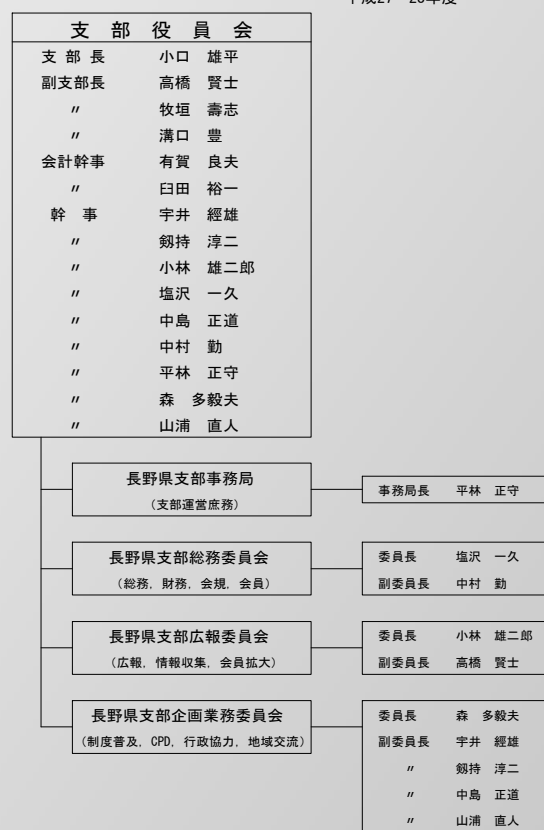 支 部 役 員 会
支 部 長 小口 雄平
副支部長 高橋 賢士
〃 牧垣 壽志
〃 溝口 豊
会計幹事 有賀 良夫
〃 臼田 裕一
幹 事 宇井 經雄
〃 剱持 淳二
〃 小林 雄二郎
〃 塩沢 一久
〃 中島 正道
〃 中村 勤
〃 平林 正守
〃 森 多毅夫
〃 山浦 直人
長野県支部事務局
(支部運営庶務)
事務局長 平林 正守
長野県支部総務委員会
(総務, 財務, 会規, 会員)
委員長 塩沢 一久
副委員長 中村 勤
長野県支部広報委員会
(広報, 情報収集, 会員拡大)
委員長 小林 雄二郎
副委員長 高橋 賢士
長野県支部企画業務委員会
(制度普及, CPD, 行政協力, 地域交流)
委員長 森 多毅夫
副委員長 宇井 經雄
〃 剱持 淳二
〃 中島 正道
〃 山浦 直人